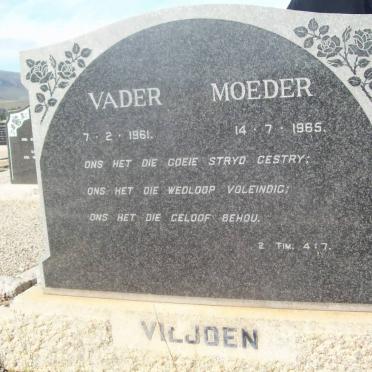 VADER MOEDER
7 - 2 - 1961. 14 - 7 - 1965.
ONS HET DIE GOEIE STRYD GESTRY;
ONS HET DIE WEDLOOP VOLEINDIG;
ONS HET DIE GELOOF BEHOU.
2 TIM. 4:7.
VILJOEN